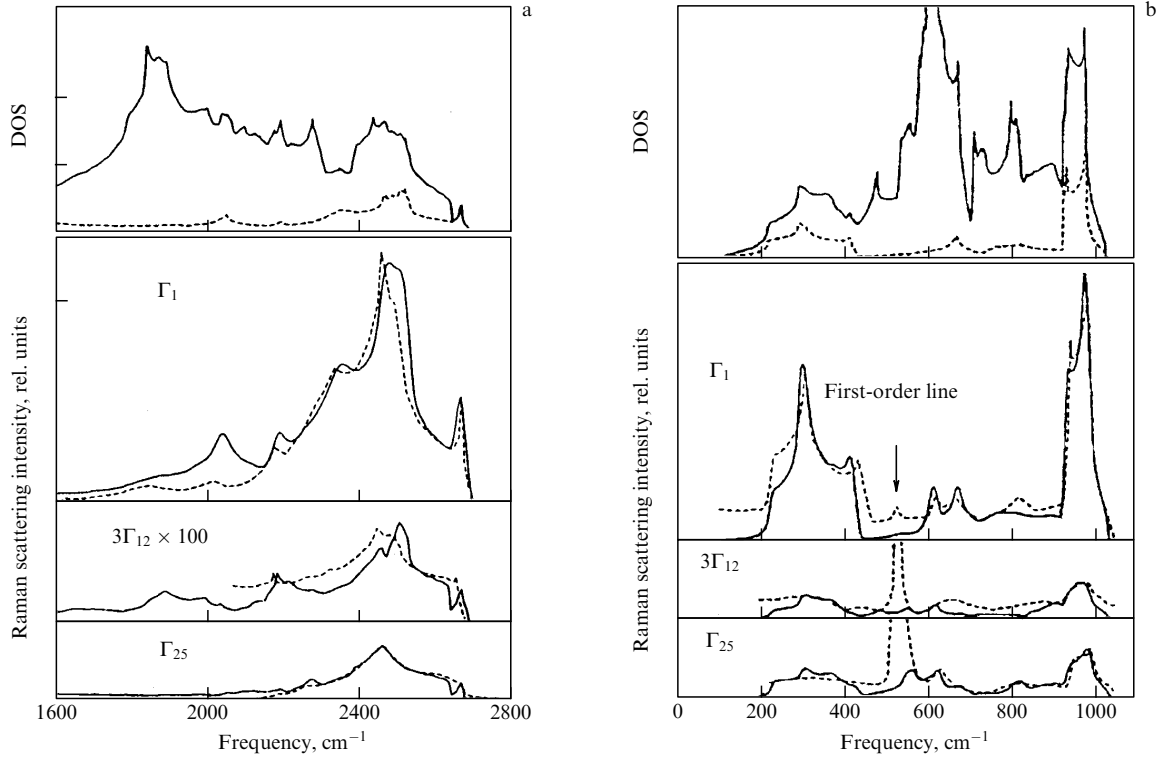 a
DOS
Raman scattering intensity, rel. units
Γ₁
3Γ₁₂ × 100
Γ₂₅
1600 2000 2400 2800
Frequency, cm⁻¹
b
DOS
Raman scattering intensity, rel. units
Γ₁
First-order line
3Γ₁₂
Γ₂₅
0 200 400 600 800 1000
Frequency, cm⁻¹